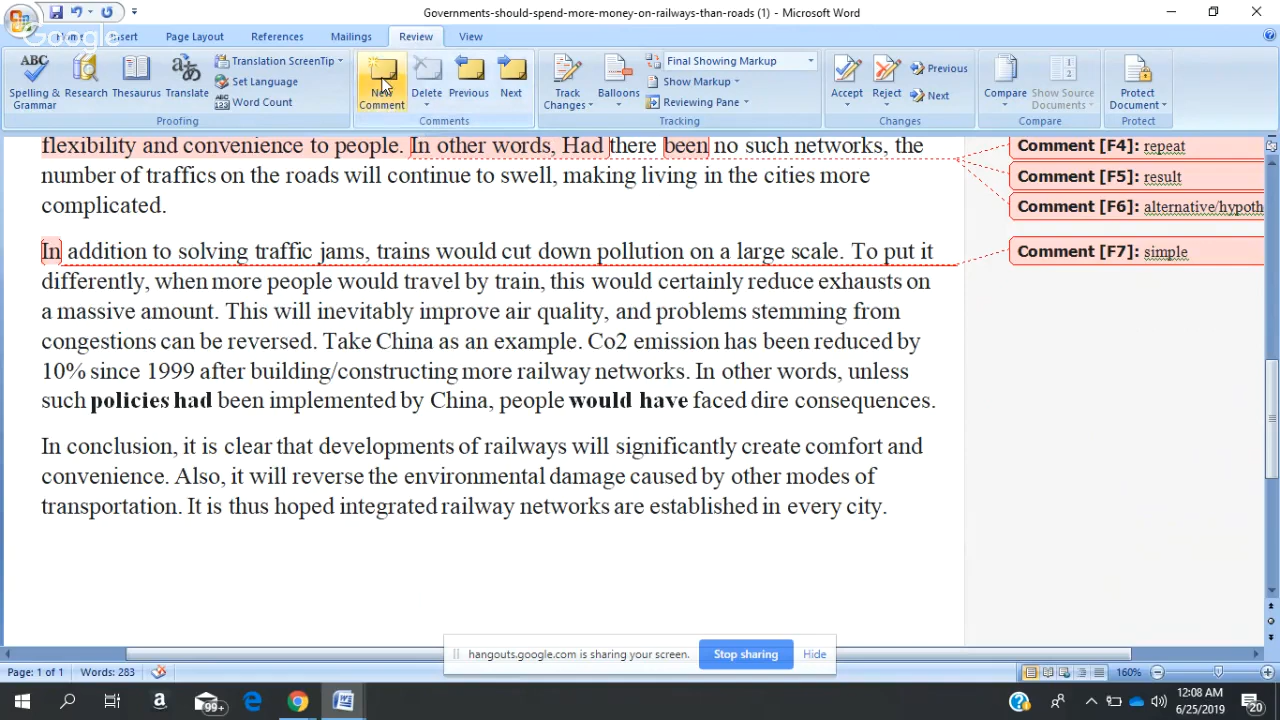 Governments-should-spend-more-money-on-railways-than-roads (1) - Microsoft Word
Google
Home Insert Page Layout References Mailings Review View
ABC Spelling & Grammar
Research
Thesaurus
Translate
Translation ScreenTip
Set Language
ABC 123 Word Count
Proofing
New Comment
Delete
Previous
Next
Comments
Track Changes
Balloons
Final Showing Markup
Show Markup
Reviewing Pane
Tracking
Accept
Reject
Previous
Next
Changes
Compare
Show Source Documents
Compare
Protect Document
Protect
flexibility and convenience to people. In other words, Had there been no such networks, the
number of traffics on the roads will continue to swell, making living in the cities more
complicated.
In addition to solving traffic jams, trains would cut down pollution on a large scale. To put it
differently, when more people would travel by train, this would certainly reduce exhausts on
a massive amount. This will inevitably improve air quality, and problems stemming from
congestions can be reversed. Take China as an example. Co2 emission has been reduced by
10% since 1999 after building/constructing more railway networks. In other words, unless
such policies had been implemented by China, people would have faced dire consequences.
In conclusion, it is clear that developments of railways will significantly create comfort and
convenience. Also, it will reverse the environmental damage caused by other modes of
transportation. It is thus hoped integrated railway networks are established in every city.
Comment [F4]: repeat
Comment [F5]: result
Comment [F6]: alternative/hypoth
Comment [F7]: simple
hangouts.google.com is sharing your screen. Stop sharing Hide
Page: 1 of 1 Words: 283 160%
99+
12:08 AM
6/25/2019
20